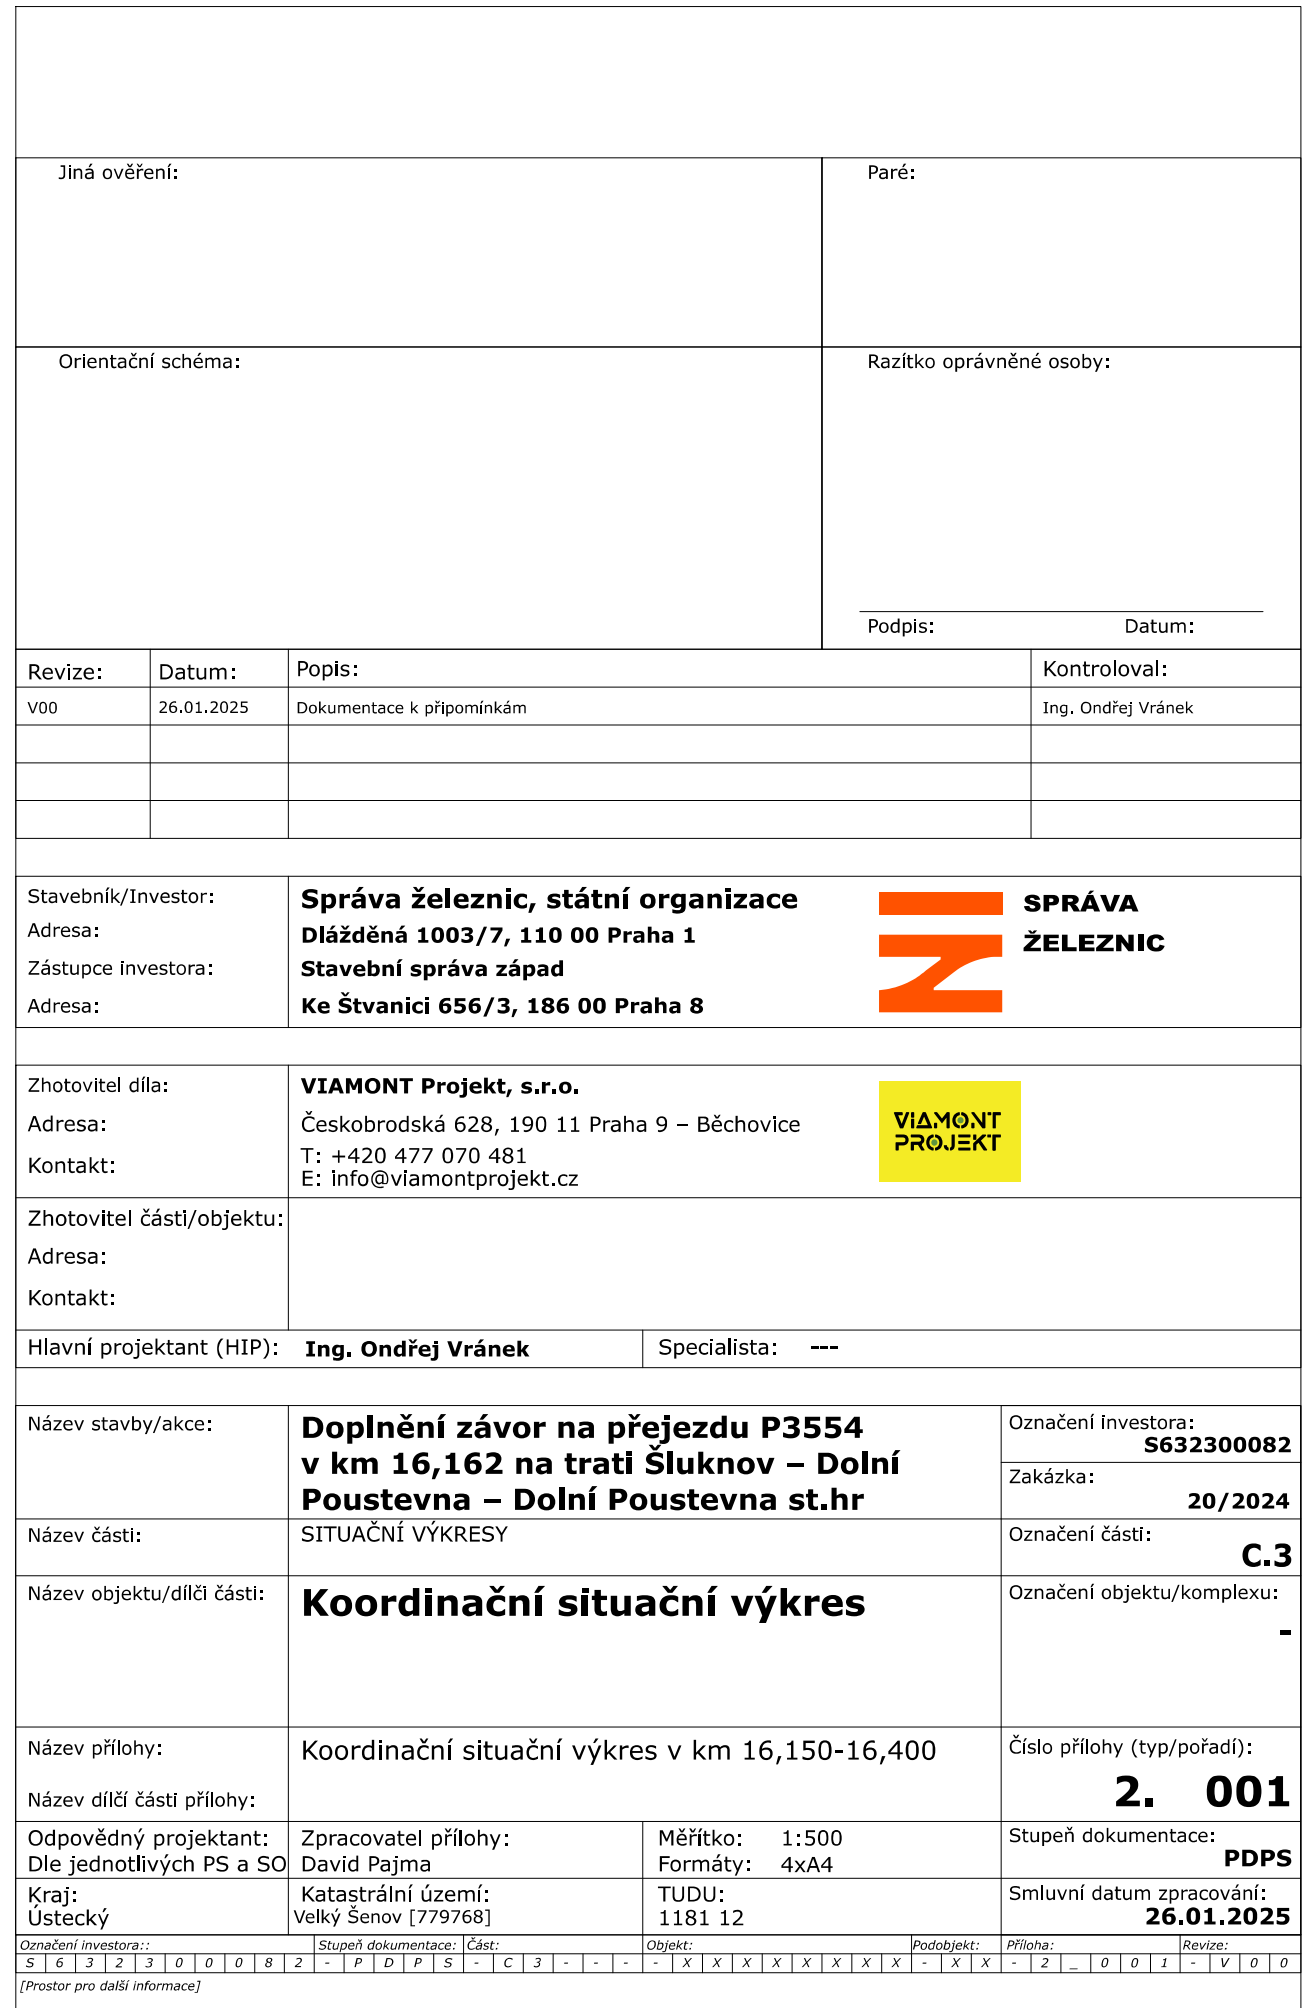 Jiná ověření:
Paré:
Orientační schéma:
Razítko oprávněné osoby:
Podpis: Datum:
Revize: Datum: Popis: Kontroloval:
V00 26.01.2025 Dokumentace k připomínkám Ing. Ondřej Vránek
Stavebník/Investor: Správa železnic, státní organizace
Adresa: Dlážděná 1003/7, 110 00 Praha 1
Zástupce investora: Stavební správa západ
Adresa: Ke Štvanici 656/3, 186 00 Praha 8
SPRÁVA
ŽELEZNIC
Zhotovitel díla: VIAMONT Projekt, s.r.o.
Adresa: Českobrodská 628, 190 11 Praha 9 – Běchovice
Kontakt: T: +420 477 070 481
E: info@viamontprojekt.cz
ViAMONT
PROJEKT
Zhotovitel části/objektu:
Adresa:
Kontakt:
Hlavní projektant (HIP): Ing. Ondřej Vránek Specialista: ---
Název stavby/akce: Doplnění závor na přejezdu P3554
v km 16,162 na trati Šluknov – Dolní
Poustevna – Dolní Poustevna st.hr
Označení investora:
S632300082
Zakázka:
20/2024
Název části: SITUAČNÍ VÝKRESY
Označení části:
C.3
Název objektu/dílči části: Koordinační situační výkres
Označení objektu/komplexu:
-
Název přílohy: Koordinační situační výkres v km 16,150-16,400
Název dílčí části přílohy:
Číslo přílohy (typ/pořadí):
2. 001
Odpovědný projektant: Zpracovatel přílohy: Měřítko: 1:500 Stupeň dokumentace:
Dle jednotlivých PS a SO David Pajma Formáty: 4xA4 PDPS
Kraj: Katastrální území: TUDU: Smluvní datum zpracování:
Ústecký Velký Šenov [779768] 1181 12 26.01.2025
Označení investora:: Stupeň dokumentace: Část: Objekt: Podobjekt: Příloha: Revize:
S 6 3 2 3 0 0 0 8 2 - P D P S - C 3 - - - - X X X X X X X X - X X - 2 _ 0 0 1 - V 0 0
[Prostor pro další informace]